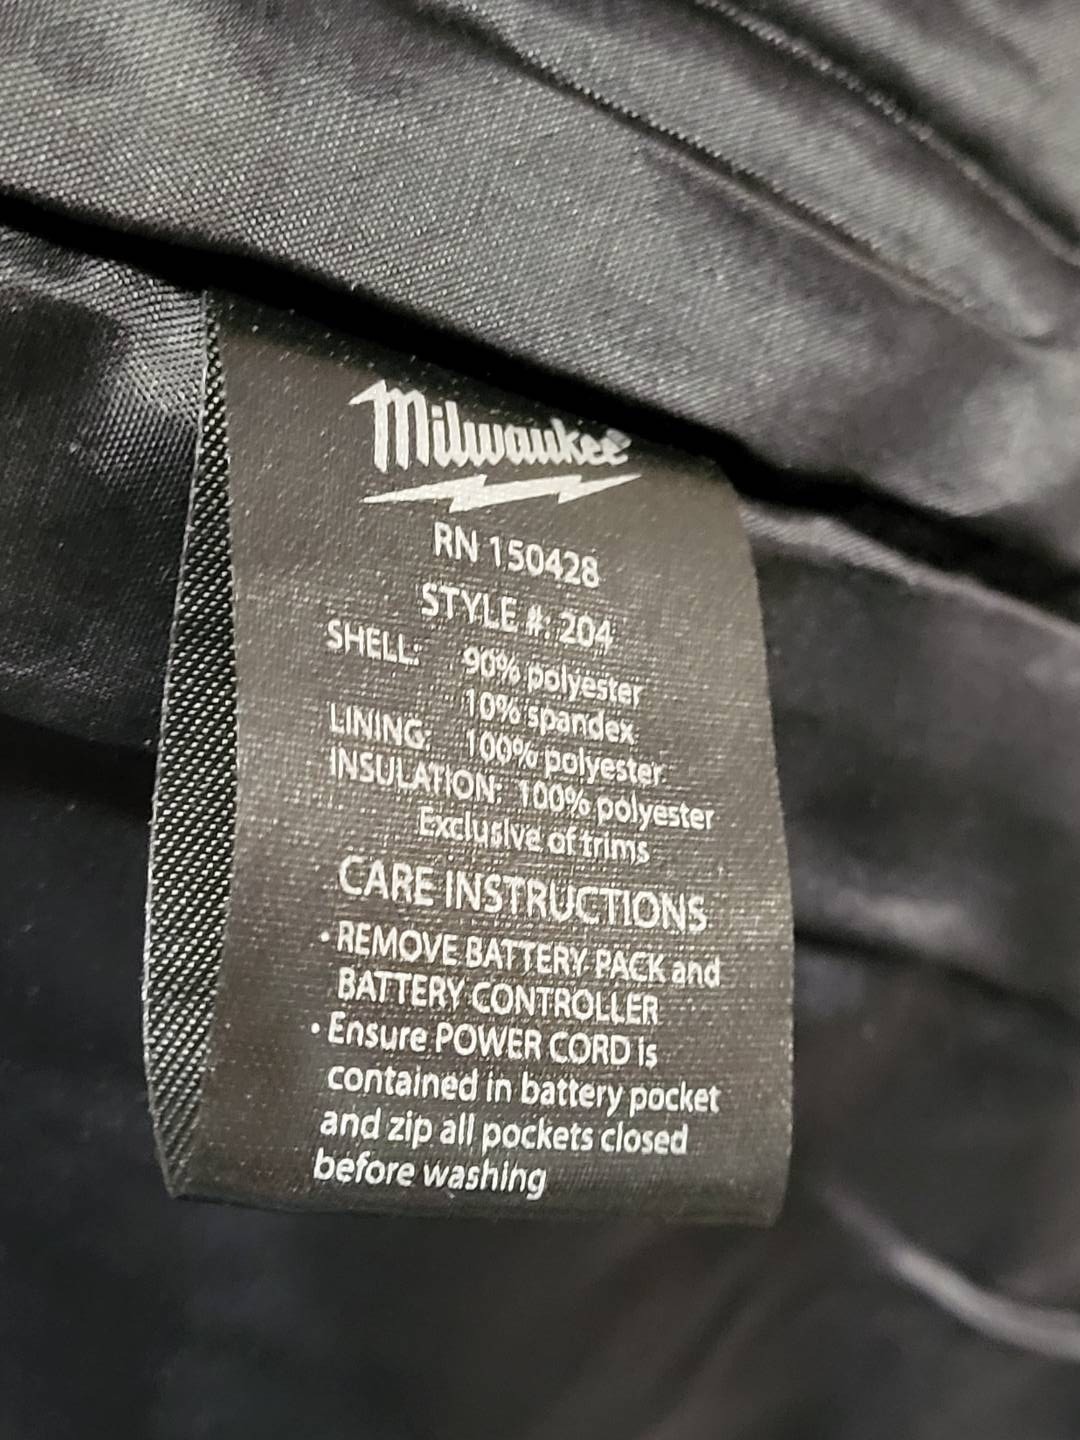 Milwaukee
RN 150428
STYLE #: 204
SHELL: 90% polyester
10% spandex
LINING: 100% polyester
INSULATION: 100% polyester
Exclusive of trims
CARE INSTRUCTIONS
• REMOVE BATTERY PACK and
BATTERY CONTROLLER
• Ensure POWER CORD is
contained in battery pocket
and zip all pockets closed
before washing